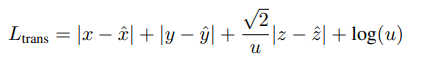 L_trans = |x − x̂| + |y − ŷ| + √2/u |z − ẑ| + log(u)